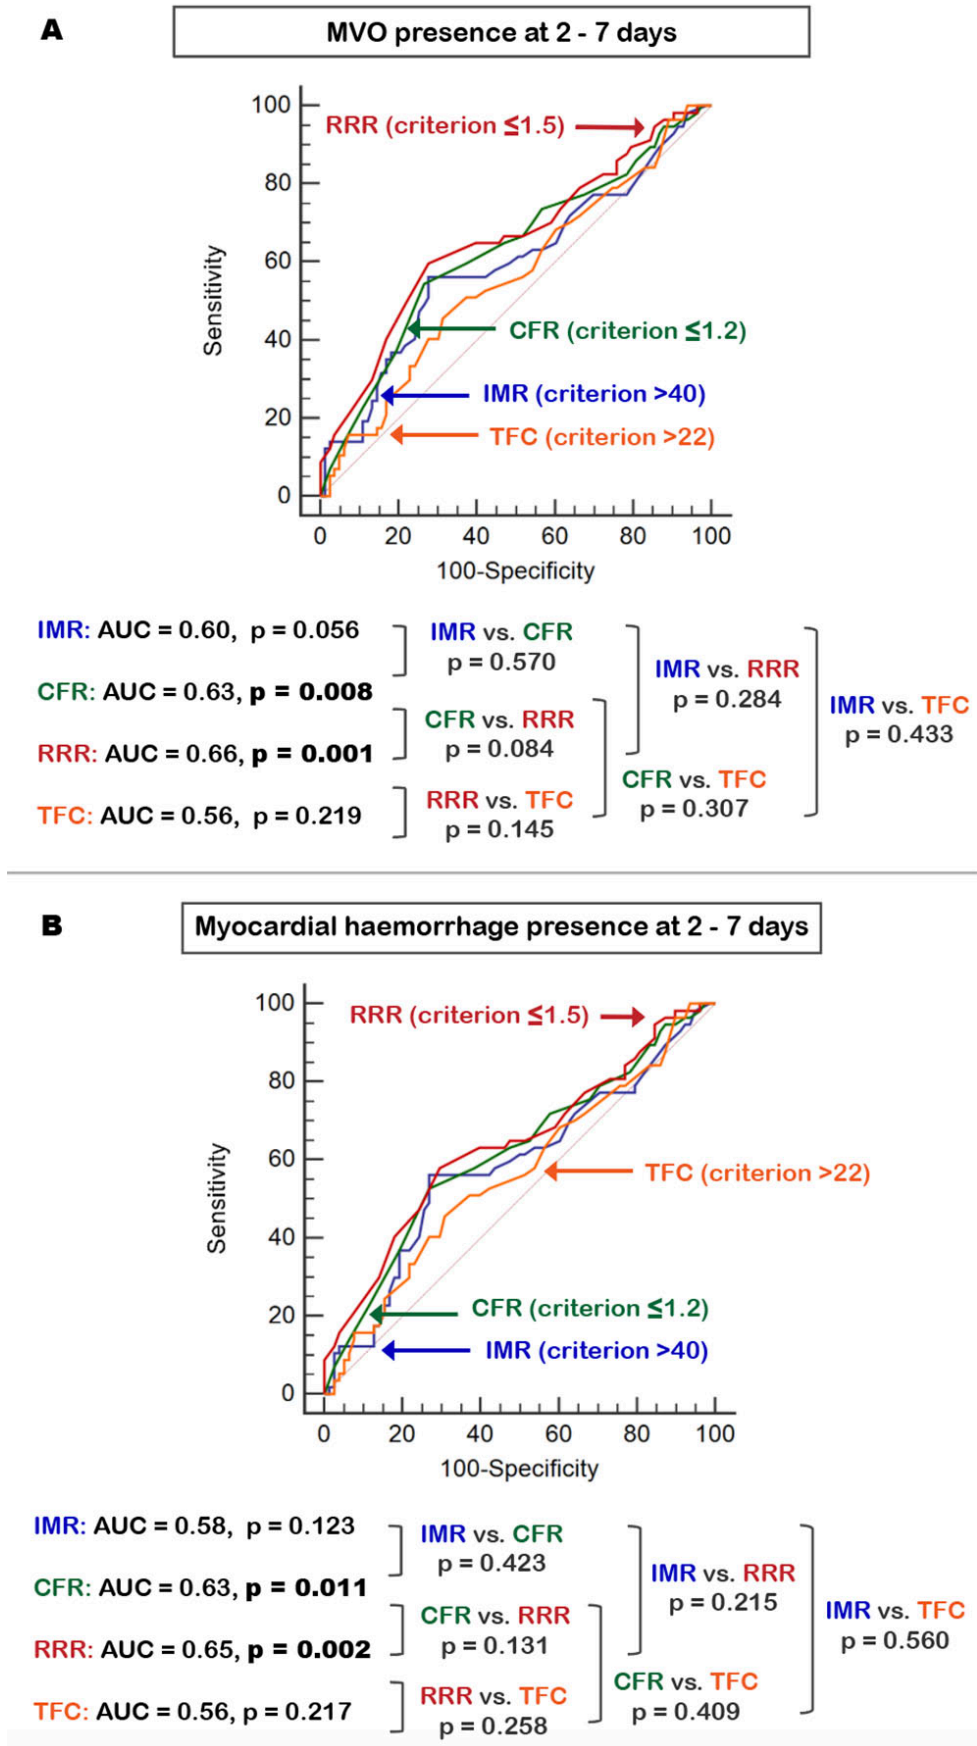 A
MVO presence at 2 - 7 days
RRR (criterion ≤1.5)
CFR (criterion ≤1.2)
IMR (criterion >40)
TFC (criterion >22)
Sensitivity
100
80
60
40
20
0
0 20 40 60 80 100
100-Specificity
IMR: AUC = 0.60, p = 0.056
CFR: AUC = 0.63, p = 0.008
RRR: AUC = 0.66, p = 0.001
TFC: AUC = 0.56, p = 0.219
IMR vs. CFR
p = 0.570
CFR vs. RRR
p = 0.084
RRR vs. TFC
p = 0.145
IMR vs. RRR
p = 0.284
CFR vs. TFC
p = 0.307
IMR vs. TFC
p = 0.433
B
Myocardial haemorrhage presence at 2 - 7 days
RRR (criterion ≤1.5)
TFC (criterion >22)
CFR (criterion ≤1.2)
IMR (criterion >40)
Sensitivity
100
80
60
40
20
0
0 20 40 60 80 100
100-Specificity
IMR: AUC = 0.58, p = 0.123
CFR: AUC = 0.63, p = 0.011
RRR: AUC = 0.65, p = 0.002
TFC: AUC = 0.56, p = 0.217
IMR vs. CFR
p = 0.423
CFR vs. RRR
p = 0.131
RRR vs. TFC
p = 0.258
IMR vs. RRR
p = 0.215
CFR vs. TFC
p = 0.409
IMR vs. TFC
p = 0.560